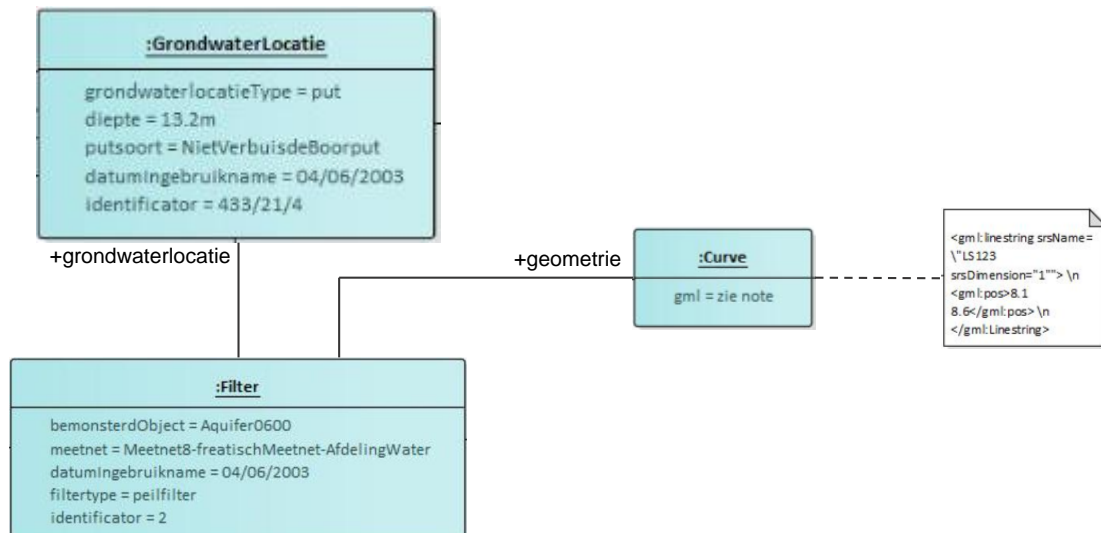 :GrondwaterLocatie
grondwaterlocatieType = put
diepte = 13.2m
putsoort = NietVerbuisdeBoorput
datumIngebruikname = 04/06/2003
identificator = 433/21/4
+grondwaterlocatie
+geometrie
:Curve
gml = zie note
<gml:linestring srsName=
\"LS123
srsDimension="1""> \n
<gml:pos>8.1
8.6</gml:pos> \n
</gml:Linestring>
:Filter
bemonsterdObject = Aquifer0600
meetnet = Meetnet8-freatischMeetnet-AfdelingWater
datumIngebruikname = 04/06/2003
filtertype = peilfilter
identificator = 2